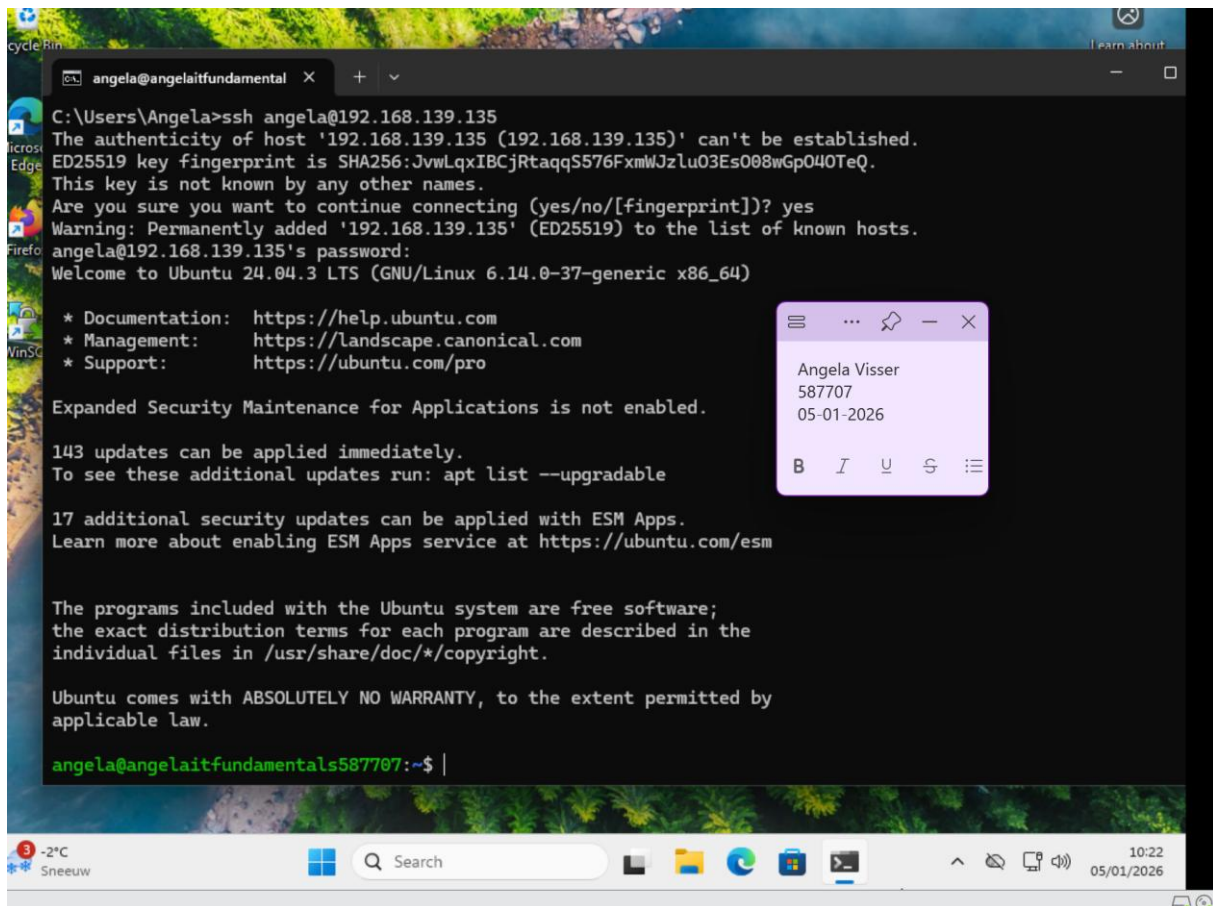 cycle Bin
Learn about
Edge
angela@angelaitfundamental
C:\Users\Angela>ssh angela@192.168.139.135
The authenticity of host '192.168.139.135 (192.168.139.135)' can't be established.
ED25519 key fingerprint is SHA256:JvwLqxIBCjRtaqqS576FxmWJzluO3EsO08wGpO4OTeQ.
This key is not known by any other names.
Are you sure you want to continue connecting (yes/no/[fingerprint])? yes
Warning: Permanently added '192.168.139.135' (ED25519) to the list of known hosts.
angela@192.168.139.135's password:
Welcome to Ubuntu 24.04.3 LTS (GNU/Linux 6.14.0-37-generic x86_64)
* Documentation: https://help.ubuntu.com
* Management: https://landscape.canonical.com
* Support: https://ubuntu.com/pro
Expanded Security Maintenance for Applications is not enabled.
143 updates can be applied immediately.
To see these additional updates run: apt list --upgradable
17 additional security updates can be applied with ESM Apps.
Learn more about enabling ESM Apps service at https://ubuntu.com/esm
The programs included with the Ubuntu system are free software;
the exact distribution terms for each program are described in the
individual files in /usr/share/doc/*/copyright.
Ubuntu comes with ABSOLUTELY NO WARRANTY, to the extent permitted by
applicable law.
angela@angelaitfundamentals587707:~$
Angela Visser
587707
05-01-2026
B I U S
3
-2°C
Sneeuw
Search
10:22
05/01/2026